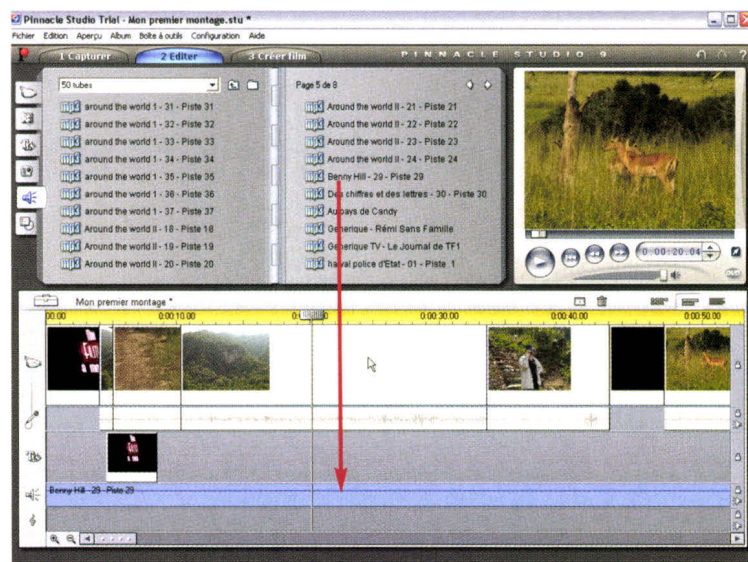 Pinnacle Studio Trial - Mon premier montage.stu *
Fichier Edition Aperçu Album Boîte à outils Configuration Aide
1 Capturer 2 Editer 3 Créer film PINNACLE STUDIO 9
50 tubes
around the world 1 - 31 - Piste 31
around the world 1 - 32 - Piste 32
around the world 1 - 33 - Piste 33
around the world 1 - 34 - Piste 34
around the world 1 - 35 - Piste 35
around the world 1 - 36 - Piste 36
around the world 1 - 37 - Piste 37
Around the world II - 18 - Piste 18
Around the world II - 19 - Piste 19
Around the world II - 20 - Piste 20
Page 5 de 8
Around the world II - 21 - Piste 21
Around the world II - 22 - Piste 22
Around the world II - 23 - Piste 23
Around the world II - 24 - Piste 24
Benny Hill - 29 - Piste 29
Des chiffres et des lettres - 30 - Piste 30
Au pays de Candy
Generique - Rémi Sans Famille
Generique TV - Le Journal de TF1
police d'Etat - 01 - Piste 1
0:00:20.04
DVD
Mon premier montage *
00.00 0:00:10.00 0:00:30.00 0:00:40.00 0:00:50.00
Benny Hill - 29 - Piste 29